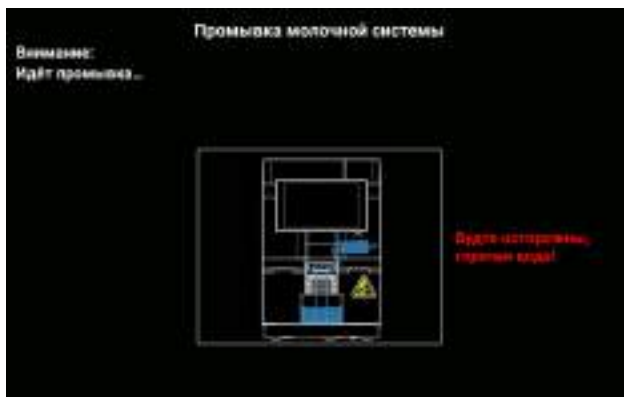 Промывка молочной системы
Внимание:
Идёт промывка...
Будьте осторожны,
горячая вода!